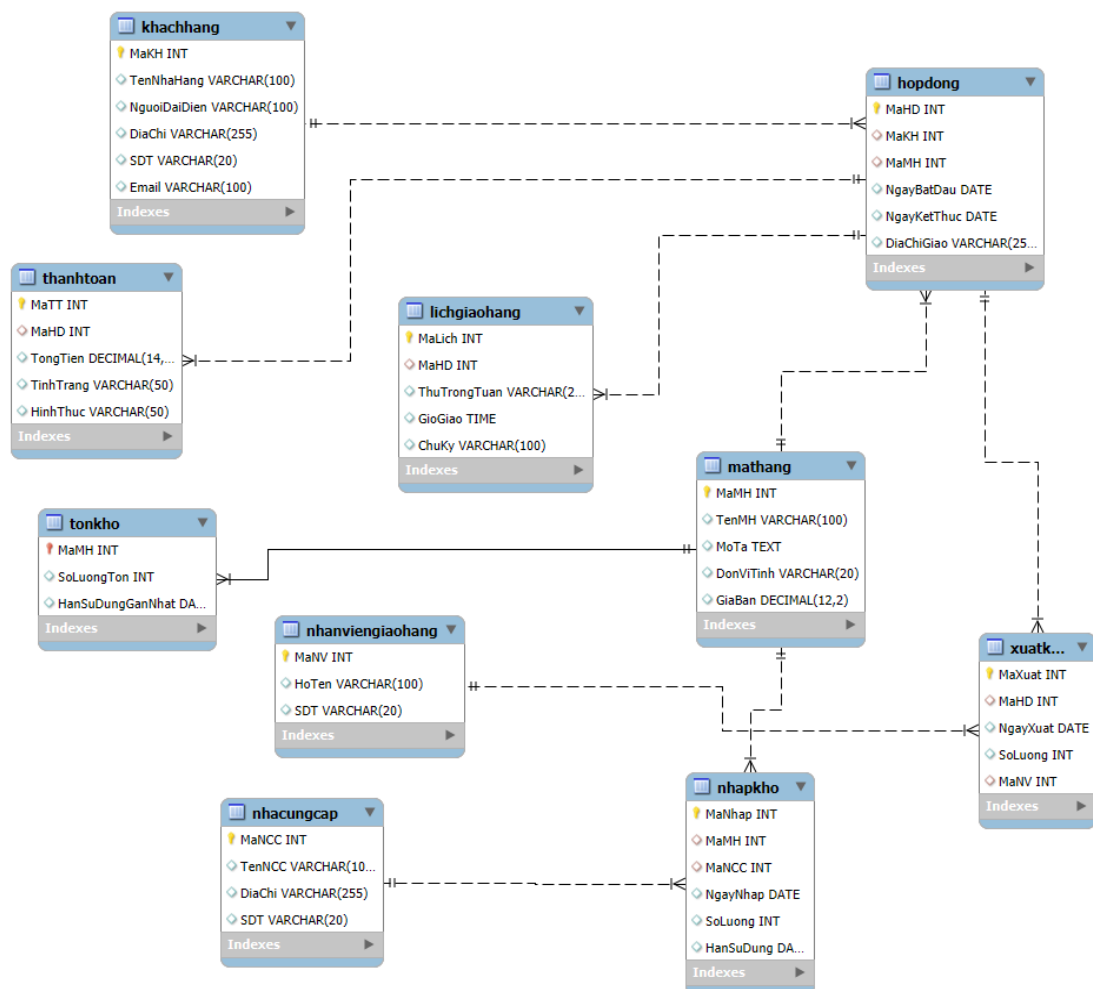 khachhang
MaKH INT
TenNhaHang VARCHAR(100)
NguoiDaiDien VARCHAR(100)
DiaChi VARCHAR(255)
SDT VARCHAR(20)
Email VARCHAR(100)
Indexes
hopdong
MaHD INT
MaKH INT
MaMH INT
NgayBatDau DATE
NgayKetThuc DATE
DiaChiGiao VARCHAR(25...
Indexes
thanhtoan
MaTT INT
MaHD INT
TongTien DECIMAL(14,...
TinhTrang VARCHAR(50)
HinhThuc VARCHAR(50)
Indexes
lichgiaohang
MaLich INT
MaHD INT
ThuTrongTuan VARCHAR(2...
GioGiao TIME
ChuKy VARCHAR(100)
Indexes
mathang
MaMH INT
TenMH VARCHAR(100)
MoTa TEXT
DonViTinh VARCHAR(20)
GiaBan DECIMAL(12,2)
Indexes
tonkho
MaMH INT
SoLuongTon INT
HanSuDungGanNhat DA...
Indexes
nhanviengiaohang
MaNV INT
HoTen VARCHAR(100)
SDT VARCHAR(20)
Indexes
xuatk...
MaXuat INT
MaHD INT
NgayXuat DATE
SoLuong INT
MaNV INT
Indexes
nhacungcap
MaNCC INT
TenNCC VARCHAR(10...
DiaChi VARCHAR(255)
SDT VARCHAR(20)
Indexes
nhapkho
MaNhap INT
MaMH INT
MaNCC INT
NgayNhap DATE
SoLuong INT
HanSuDung DA...
Indexes